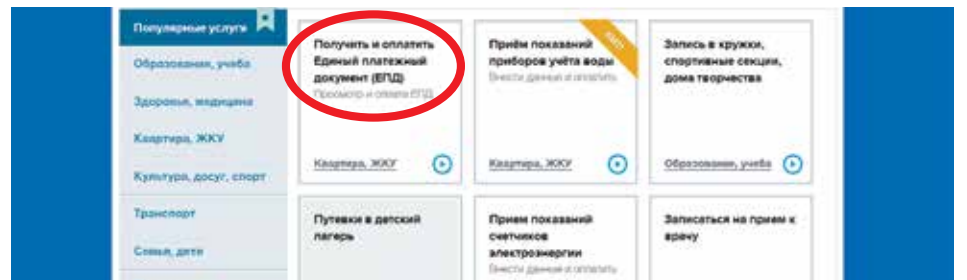 Популярные услуги
Образование, учеба
Здоровье, медицина
Квартира, ЖКУ
Культура, досуг, спорт
Транспорт
Семья, дети
Получить и оплатить
Единый платежный
документ (ЕПД)
Просмотр и оплата ЕПД
Квартира, ЖКУ
Приём показаний
приборов учёта воды
Внести данные и оплатить
Квартира, ЖКУ
Запись в кружки,
спортивные секции,
дома творчества
Образование, учеба
Путевки в детский
лагерь
Прием показаний
счетчиков
электроэнергии
Внести данные и оплатить
Записаться на прием к
врачу